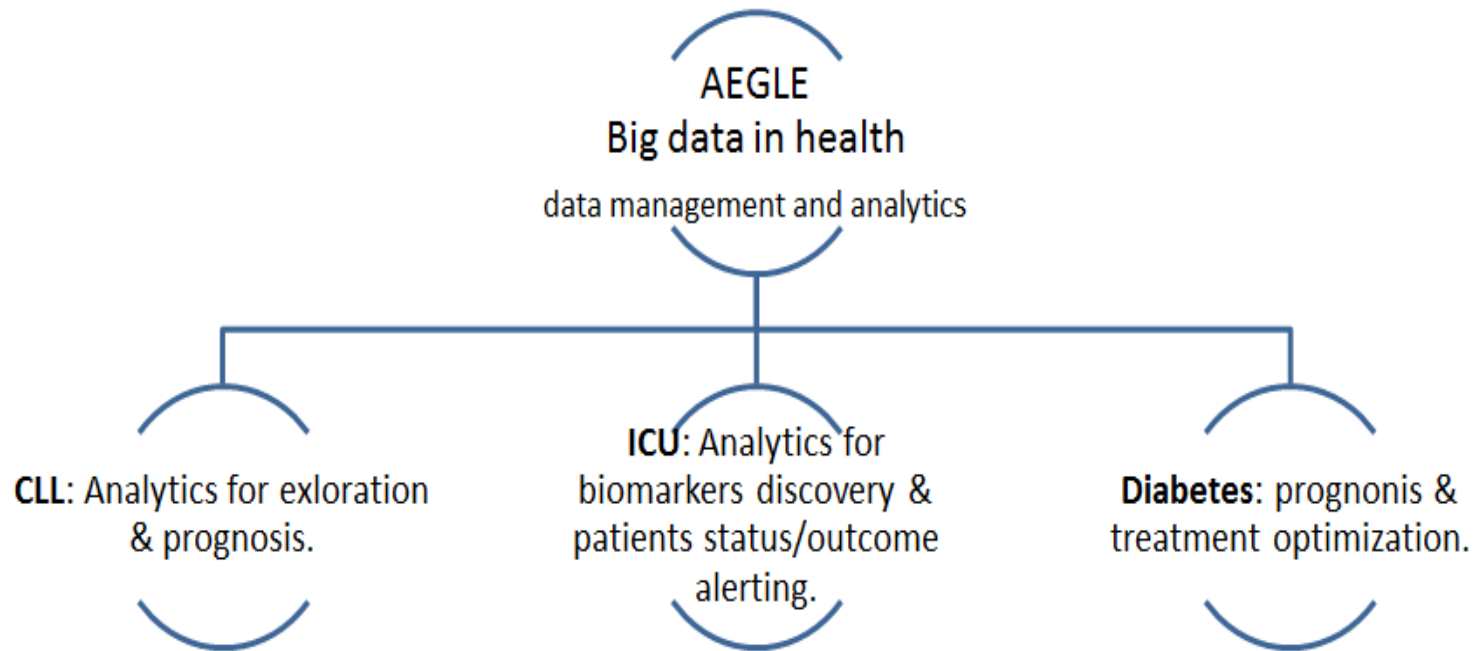 AEGLE
Big data in health
data management and analytics
CLL: Analytics for exloration
& prognosis.
ICU: Analytics for
biomarkers discovery &
patients status/outcome
alerting.
Diabetes: prognonis &
treatment optimization.